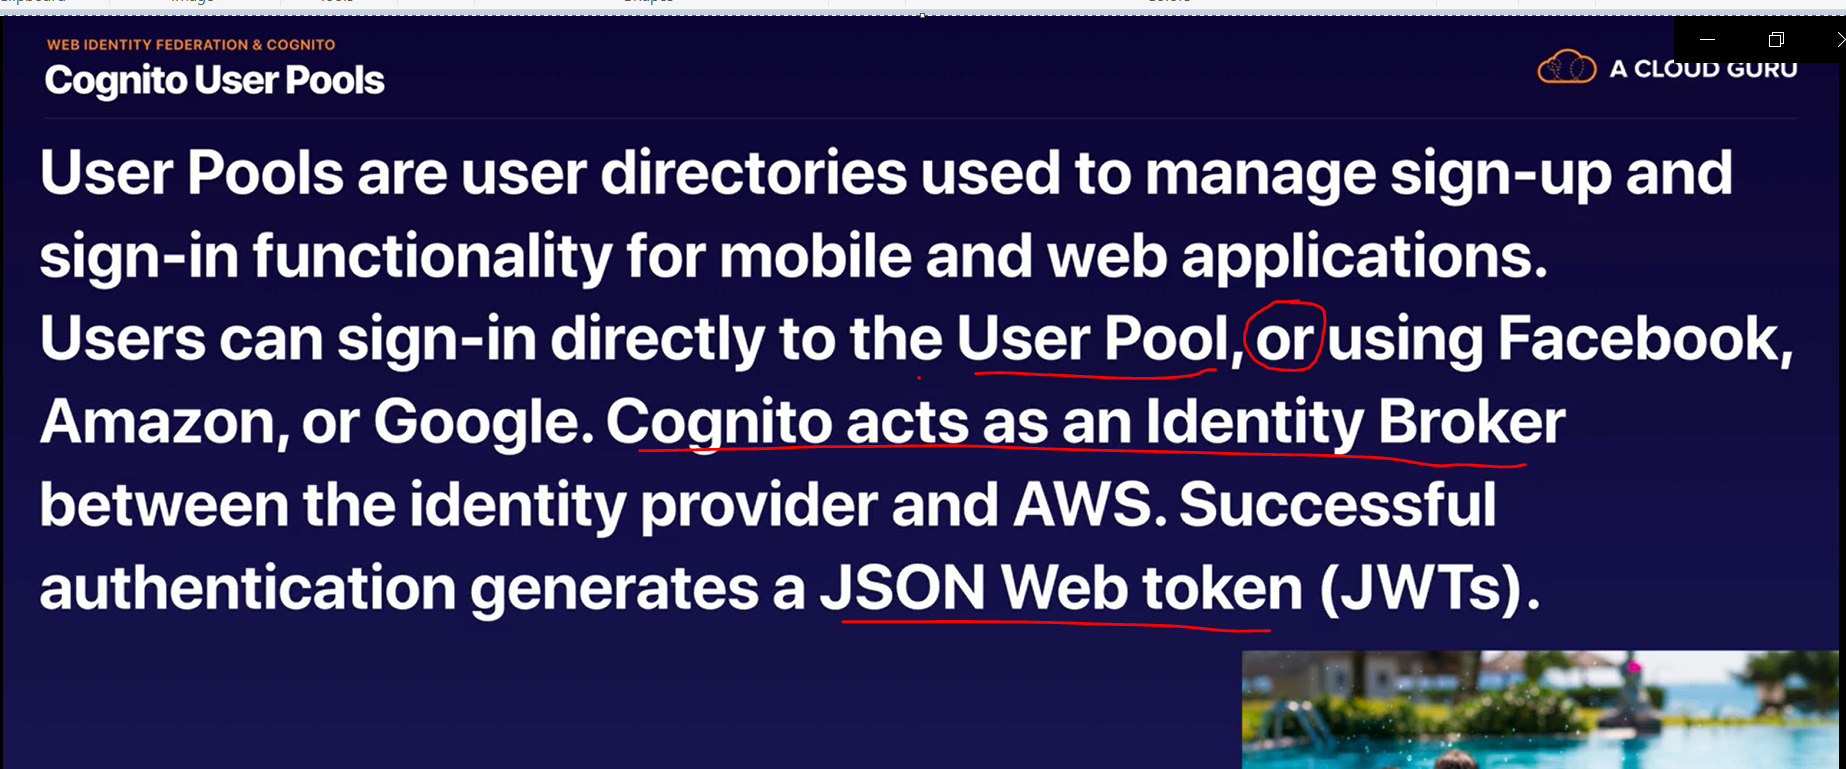 WEB IDENTITY FEDERATION & COGNITO
Cognito User Pools
A CLOUD GURU
User Pools are user directories used to manage sign-up and
sign-in functionality for mobile and web applications.
Users can sign-in directly to the User Pool, or using Facebook,
Amazon, or Google. Cognito acts as an Identity Broker
between the identity provider and AWS. Successful
authentication generates a JSON Web token (JWTs).